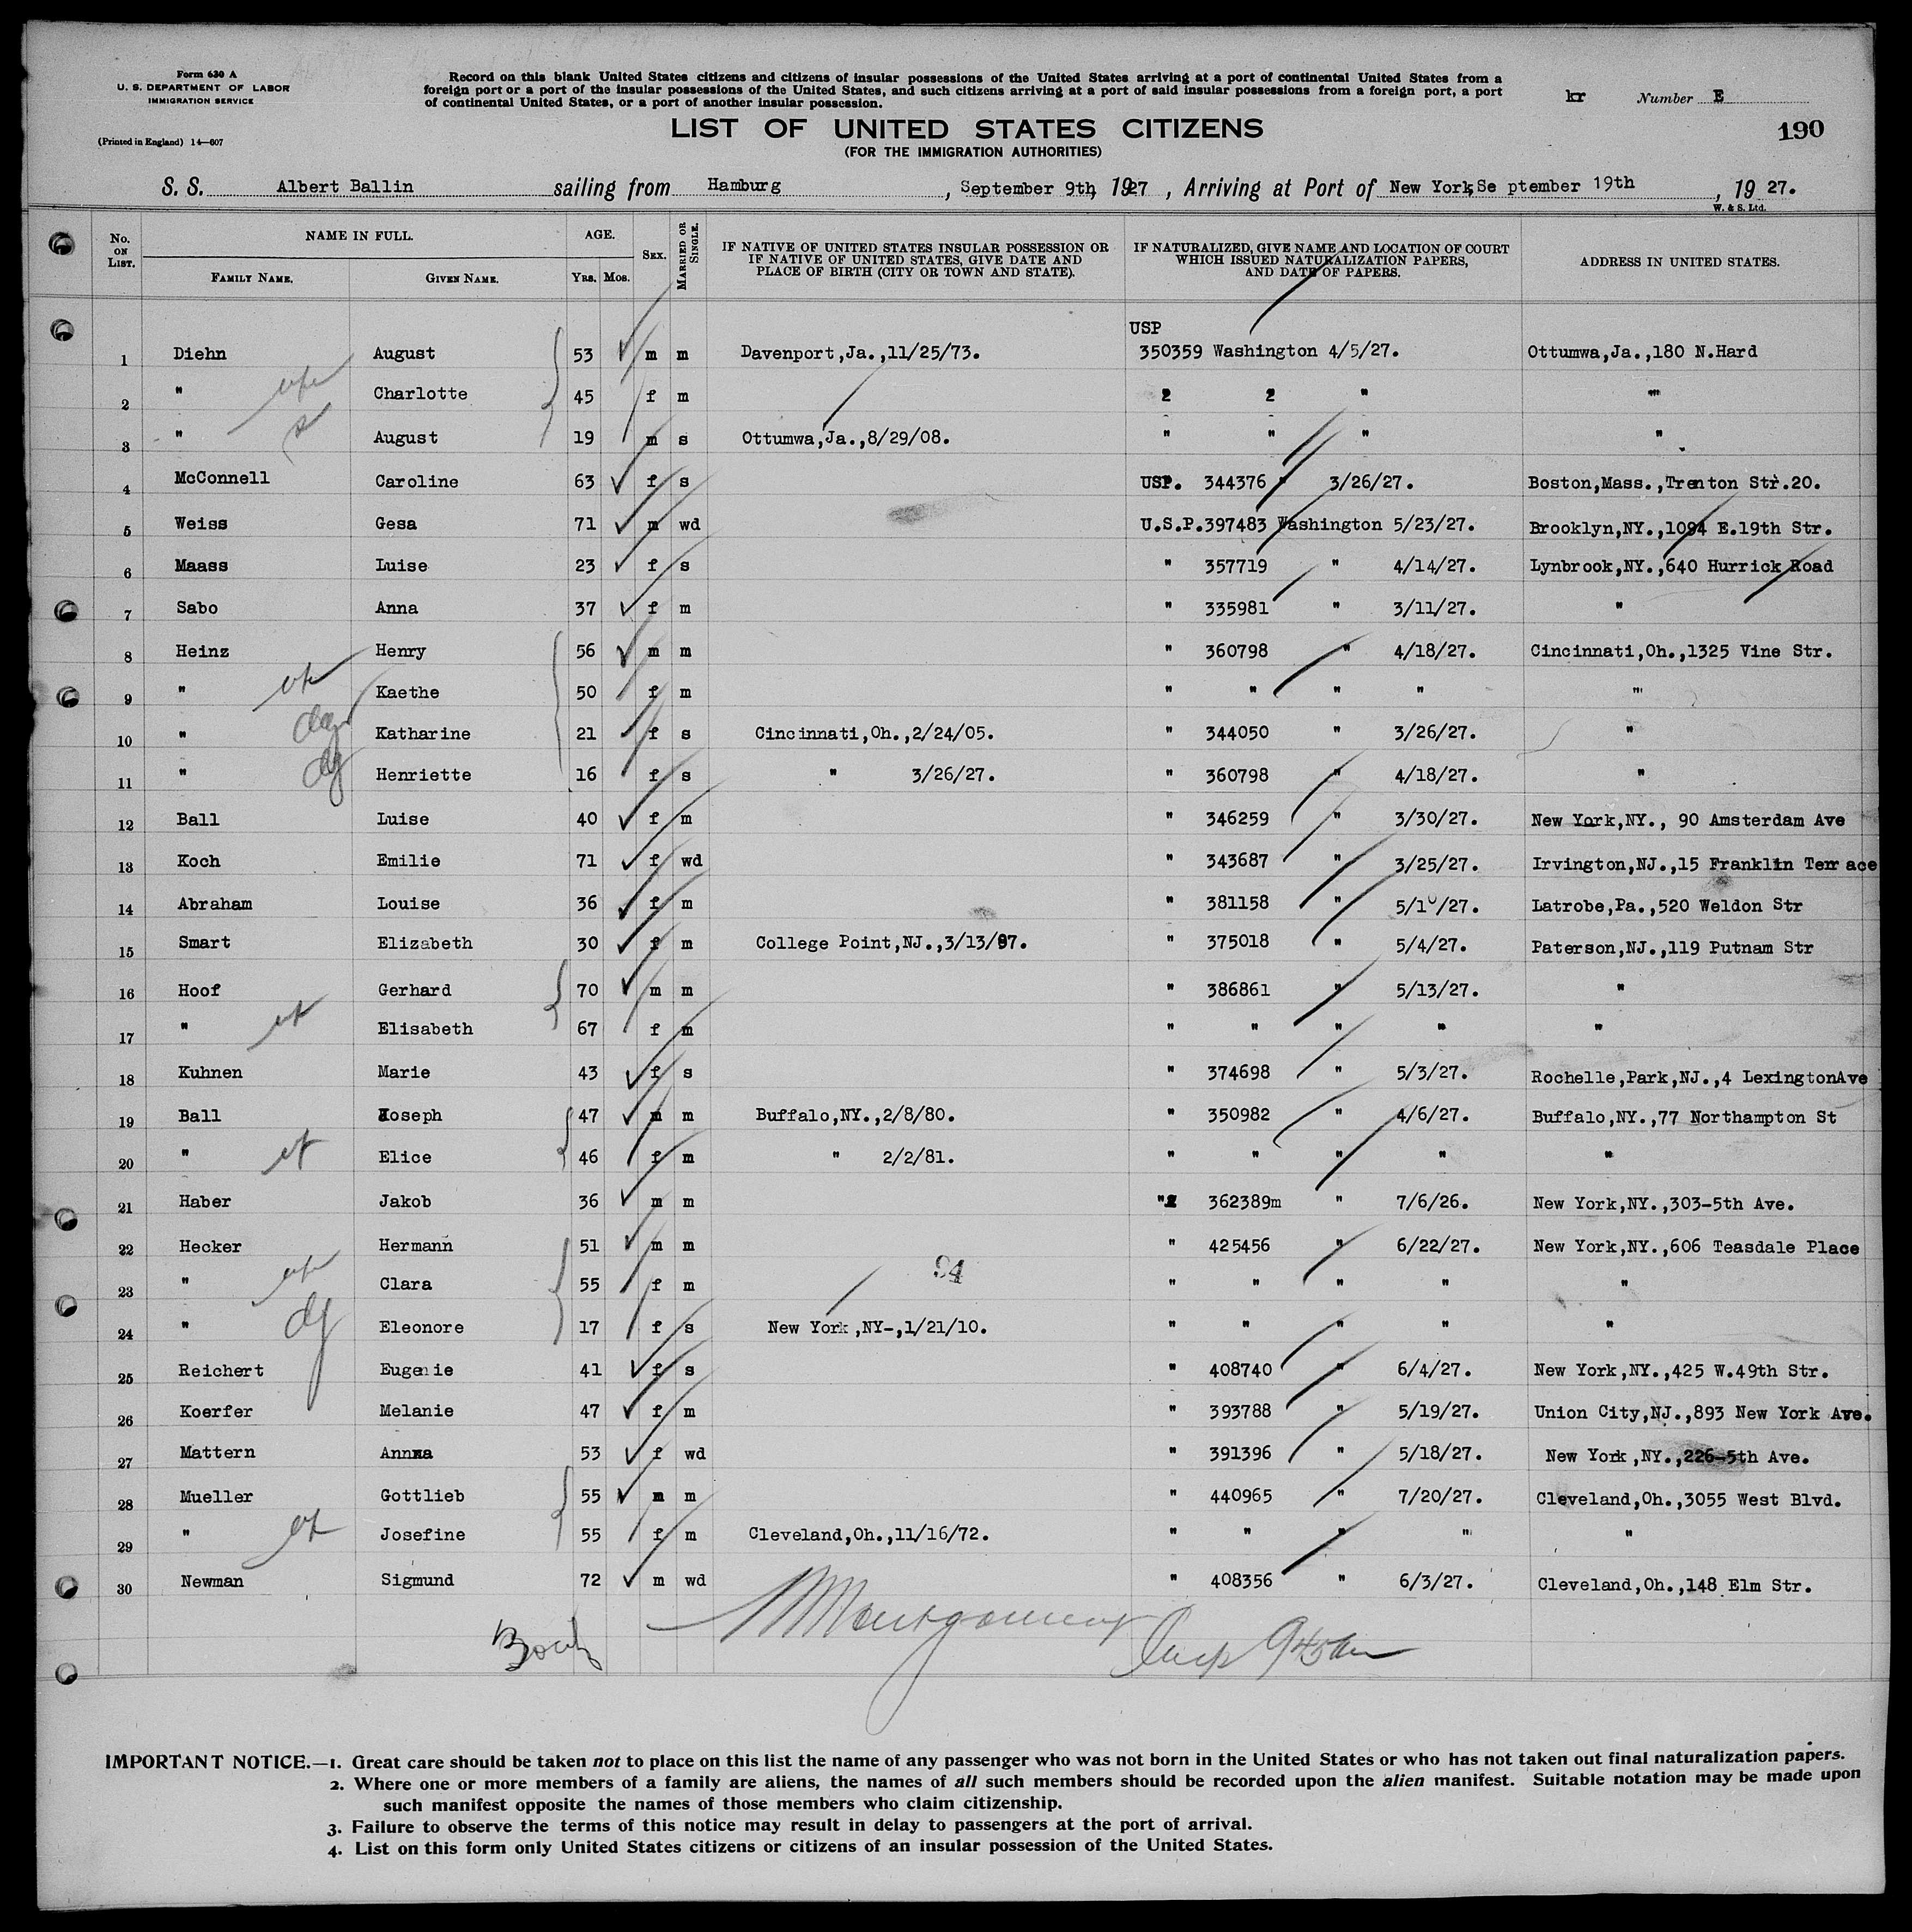 Form 630 A
U. S. DEPARTMENT OF LABOR
IMMIGRATION SERVICE
(Printed in England) 14—607
Record on this blank United States citizens and citizens of insular possessions of the United States arriving at a port of continental United States from a
foreign port or a port of the insular possessions of the United States, and such citizens arriving at a port of said insular possessions from a foreign port, a port
of continental United States, or a port of another insular possession.
kr Number E
190
LIST OF UNITED STATES CITIZENS
(FOR THE IMMIGRATION AUTHORITIES)
S. S. Albert Ballin sailing from Hamburg , September 9th, 1927 , Arriving at Port of New York, Se ptember 19th , 19 27.
W. & S. Ltd.
No. ON LIST. NAME IN FULL. FAMILY NAME. GIVEN NAME. AGE. YRS. MOS. SEX. MARRIED OR SINGLE. IF NATIVE OF UNITED STATES INSULAR POSSESSION OR IF NATIVE OF UNITED STATES, GIVE DATE AND PLACE OF BIRTH (CITY OR TOWN AND STATE). IF NATURALIZED, GIVE NAME AND LOCATION OF COURT WHICH ISSUED NATURALIZATION PAPERS, AND DATE OF PAPERS. ADDRESS IN UNITED STATES.
USP
1 Diehn August 53 m m Davenport,Ja.,11/25/73. 350359 Washington 4/5/27. Ottumwa,Ja.,180 N.Hard
2 " Charlotte 45 f m 2 2 " "
3 " August 19 m s Ottumwa,Ja.,8/29/08. " " " "
4 McConnell Caroline 63 f s USP. 344376 " 3/26/27. Boston,Mass.,Trenton Str.20.
5 Weiss Gesa 71 m wd U.S.P.397483 Washington 5/23/27. Brooklyn,NY.,1094 E.19th Str.
6 Maass Luise 23 f s " 357719 " 4/14/27. Lynbrook,NY.,640 Hurrick Road
7 Sabo Anna 37 f m " 335981 " 3/11/27. "
8 Heinz Henry 56 m m " 360798 " 4/18/27. Cincinnati,Oh.,1325 Vine Str.
9 " Kaethe 50 f m " " " " "
10 " Katharine 21 f s Cincinnati,Oh.,2/24/05. " 344050 " 3/26/27. "
11 " Henriette 16 f s " 3/26/27. " 360798 " 4/18/27. "
12 Ball Luise 40 f m " 346259 " 3/30/27. New York,NY., 90 Amsterdam Ave
13 Koch Emilie 71 f wd " 343687 " 3/25/27. Irvington,NJ.,15 Franklin Terrace
14 Abraham Louise 36 f m " 381158 " 5/10/27. Latrobe,Pa.,520 Weldon Str
15 Smart Elizabeth 30 f m College Point,NJ.,3/13/97. " 375018 " 5/4/27. Paterson,NJ.,119 Putnam Str
16 Hoof Gerhard 70 m m " 386861 " 5/13/27. "
17 " Elisabeth 67 f m " " " " "
18 Kuhnen Marie 43 f s " 374698 " 5/3/27. Rochelle,Park,NJ.,4 LexingtonAve
19 Ball Joseph 47 m m Buffalo,NY.,2/8/80. " 350982 " 4/6/27. Buffalo,NY.,77 Northampton St
20 " Elice 46 f m " 2/2/81. " " " " "
21 Haber Jakob 36 m m " 362389m " 7/6/26. New York,NY.,303-5th Ave.
22 Hecker Hermann 51 m m " 425456 " 6/22/27. New York,NY.,606 Teasdale Place
94
23 " Clara 55 f m " " " " "
24 " Eleonore 17 f s New York,NY-,1/21/10. " " " " "
25 Reichert Eugenie 41 f s " 408740 " 6/4/27. New York,NY.,425 W.49th Str.
26 Koerfer Melanie 47 f m " 393788 " 5/19/27. Union City,NJ.,893 New York Ave.
27 Mattern Anna 53 f wd " 391396 " 5/18/27. New York,NY.,226-5th Ave.
28 Mueller Gottlieb 55 m m " 440965 " 7/20/27. Cleveland,Oh.,3055 West Blvd.
29 " Josefine 55 f m Cleveland,Oh.,11/16/72. " " " " "
30 Newman Sigmund 72 m wd " 408356 " 6/3/27. Cleveland,Oh.,148 Elm Str.
Montgomery
Insp 945am
IMPORTANT NOTICE.—1. Great care should be taken not to place on this list the name of any passenger who was not born in the United States or who has not taken out final naturalization papers.
2. Where one or more members of a family are aliens, the names of all such members should be recorded upon the alien manifest. Suitable notation may be made upon
such manifest opposite the names of those members who claim citizenship.
3. Failure to observe the terms of this notice may result in delay to passengers at the port of arrival.
4. List on this form only United States citizens or citizens of an insular possession of the United States.